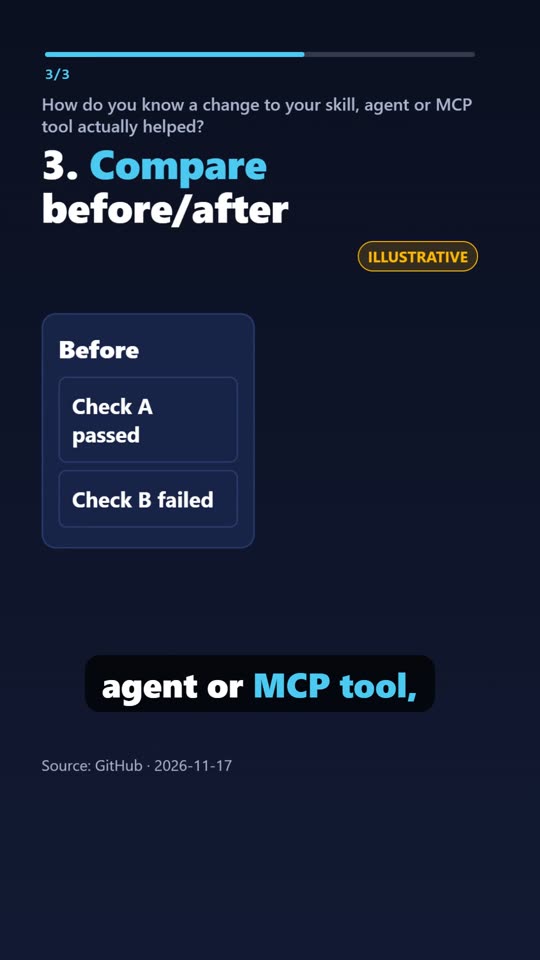 3/3
How do you know a change to your skill, agent or MCP
tool actually helped?
3. Compare
before/after
ILLUSTRATIVE
Before
Check A
passed
Check B failed
agent or MCP tool,
Source: GitHub · 2026-11-17